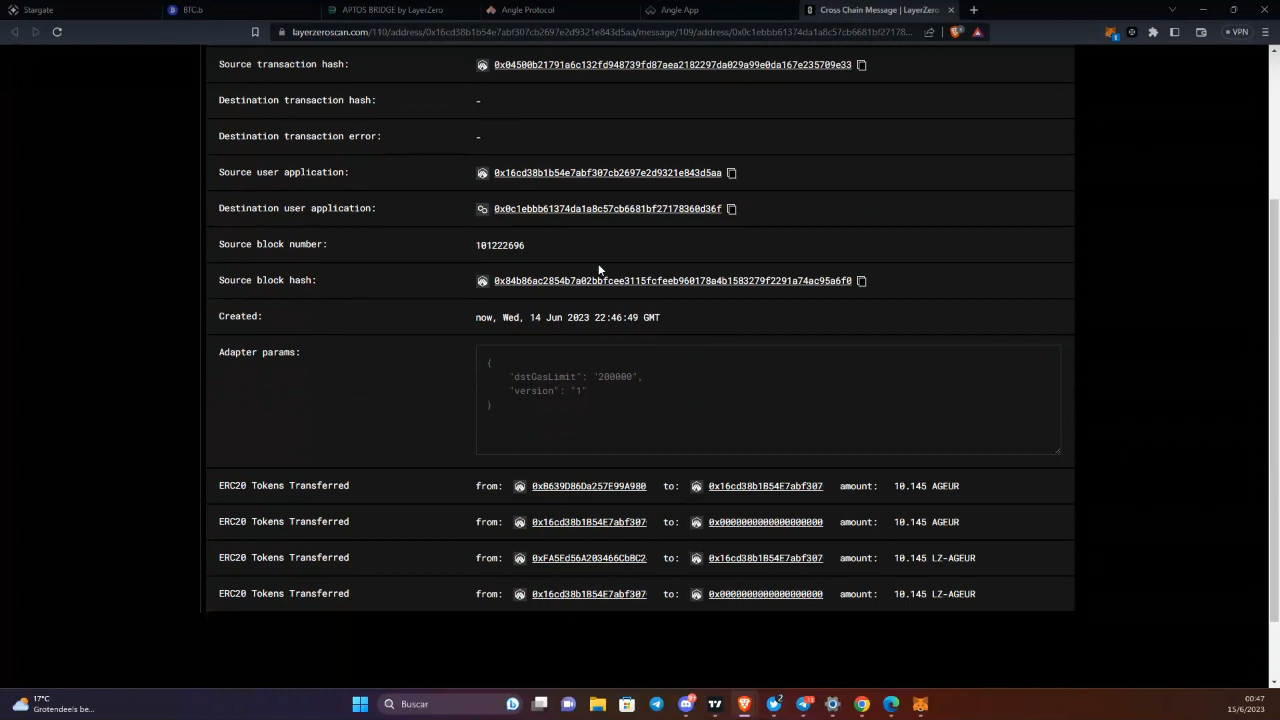 Stargate
BTC.b
APTOS BRIDGE by LayerZero
Angle Protocol
Angle App
Cross Chain Message | LayerZero
layerzeroscan.com/110/address/0x16cd38b1b54e7abf307cb2697e2d9321e843d5aa/message/109/address/0x0c1ebbb61374da1a8c57cb6681bf27178...
VPN
Source transaction hash:
0x04500b21791a6c132fd948739fd87aea2182297da029a99e0da167e235709e33
Destination transaction hash:
-
Destination transaction error:
-
Source user application:
0x16cd38b1b54e7abf307cb2697e2d9321e843d5aa
Destination user application:
0x0c1ebbb61374da1a8c57cb6681bf27178360d36f
Source block number:
101222696
Source block hash:
0x84b86ac2854b7a02bbfcee3115fcfeeb960178a4b1583279f2291a74ac95a6f0
Created:
now, Wed, 14 Jun 2023 22:46:49 GMT
Adapter params:
{
"dstGasLimit": "200000",
"version": "1"
}
ERC20 Tokens Transferred from: 0xB639D86Da257E99A980 to: 0x16cd38b1B54E7abf307 amount: 10.145 AGEUR
ERC20 Tokens Transferred from: 0x16cd38b1B54E7abf307 to: 0x0000000000000000000 amount: 10.145 AGEUR
ERC20 Tokens Transferred from: 0xFA5Ed56A203466CbBC2 to: 0x16cd38b1B54E7abf307 amount: 10.145 LZ-AGEUR
ERC20 Tokens Transferred from: 0x16cd38b1B54E7abf307 to: 0x0000000000000000000 amount: 10.145 LZ-AGEUR
17°C
Grotendeels be...
Buscar
00:47
15/6/2023